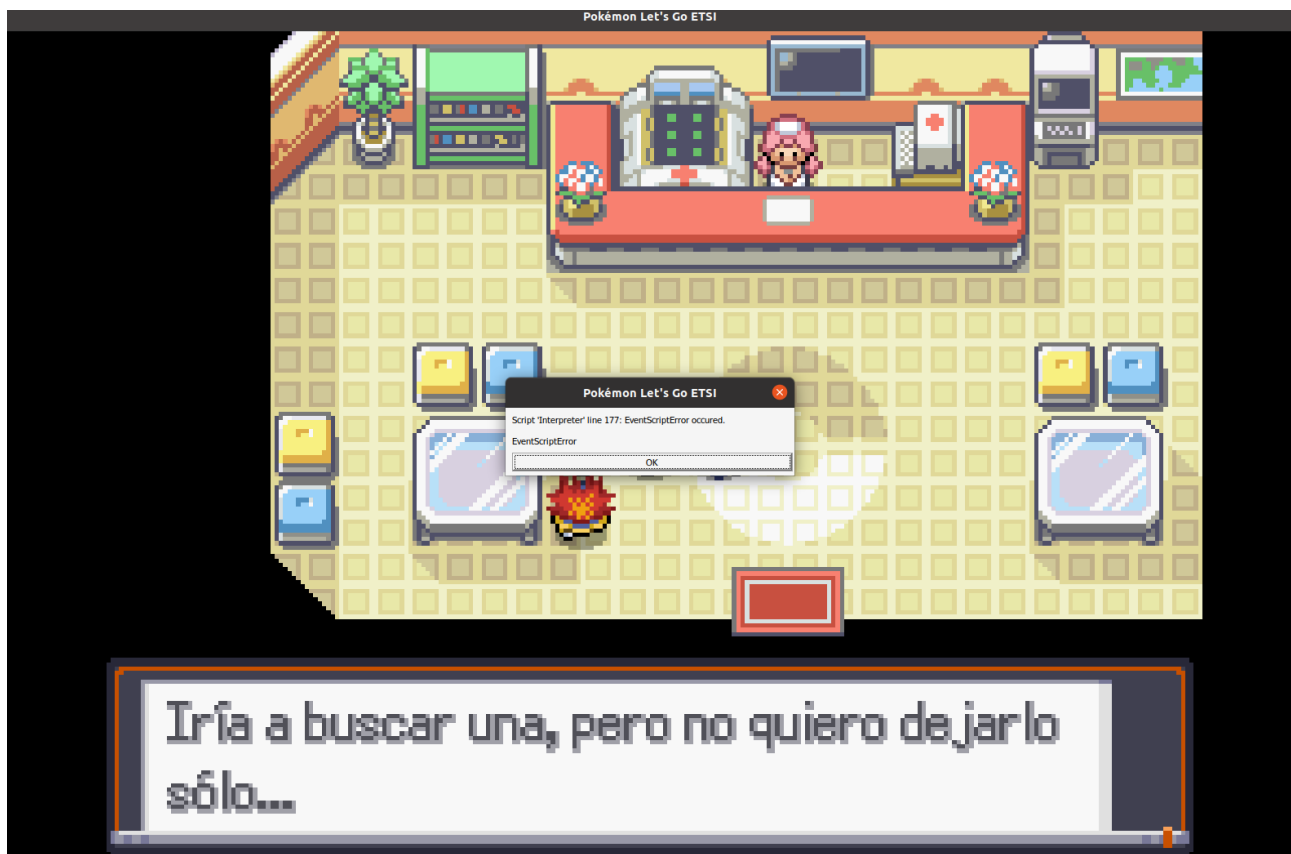 Pokémon Let's Go ETSI
Pokémon Let's Go ETSI
Script 'Interpreter' line 177: EventScriptError occured.
EventScriptError
OK
Iría a buscar una, pero no quiero dejarlo
sólo...